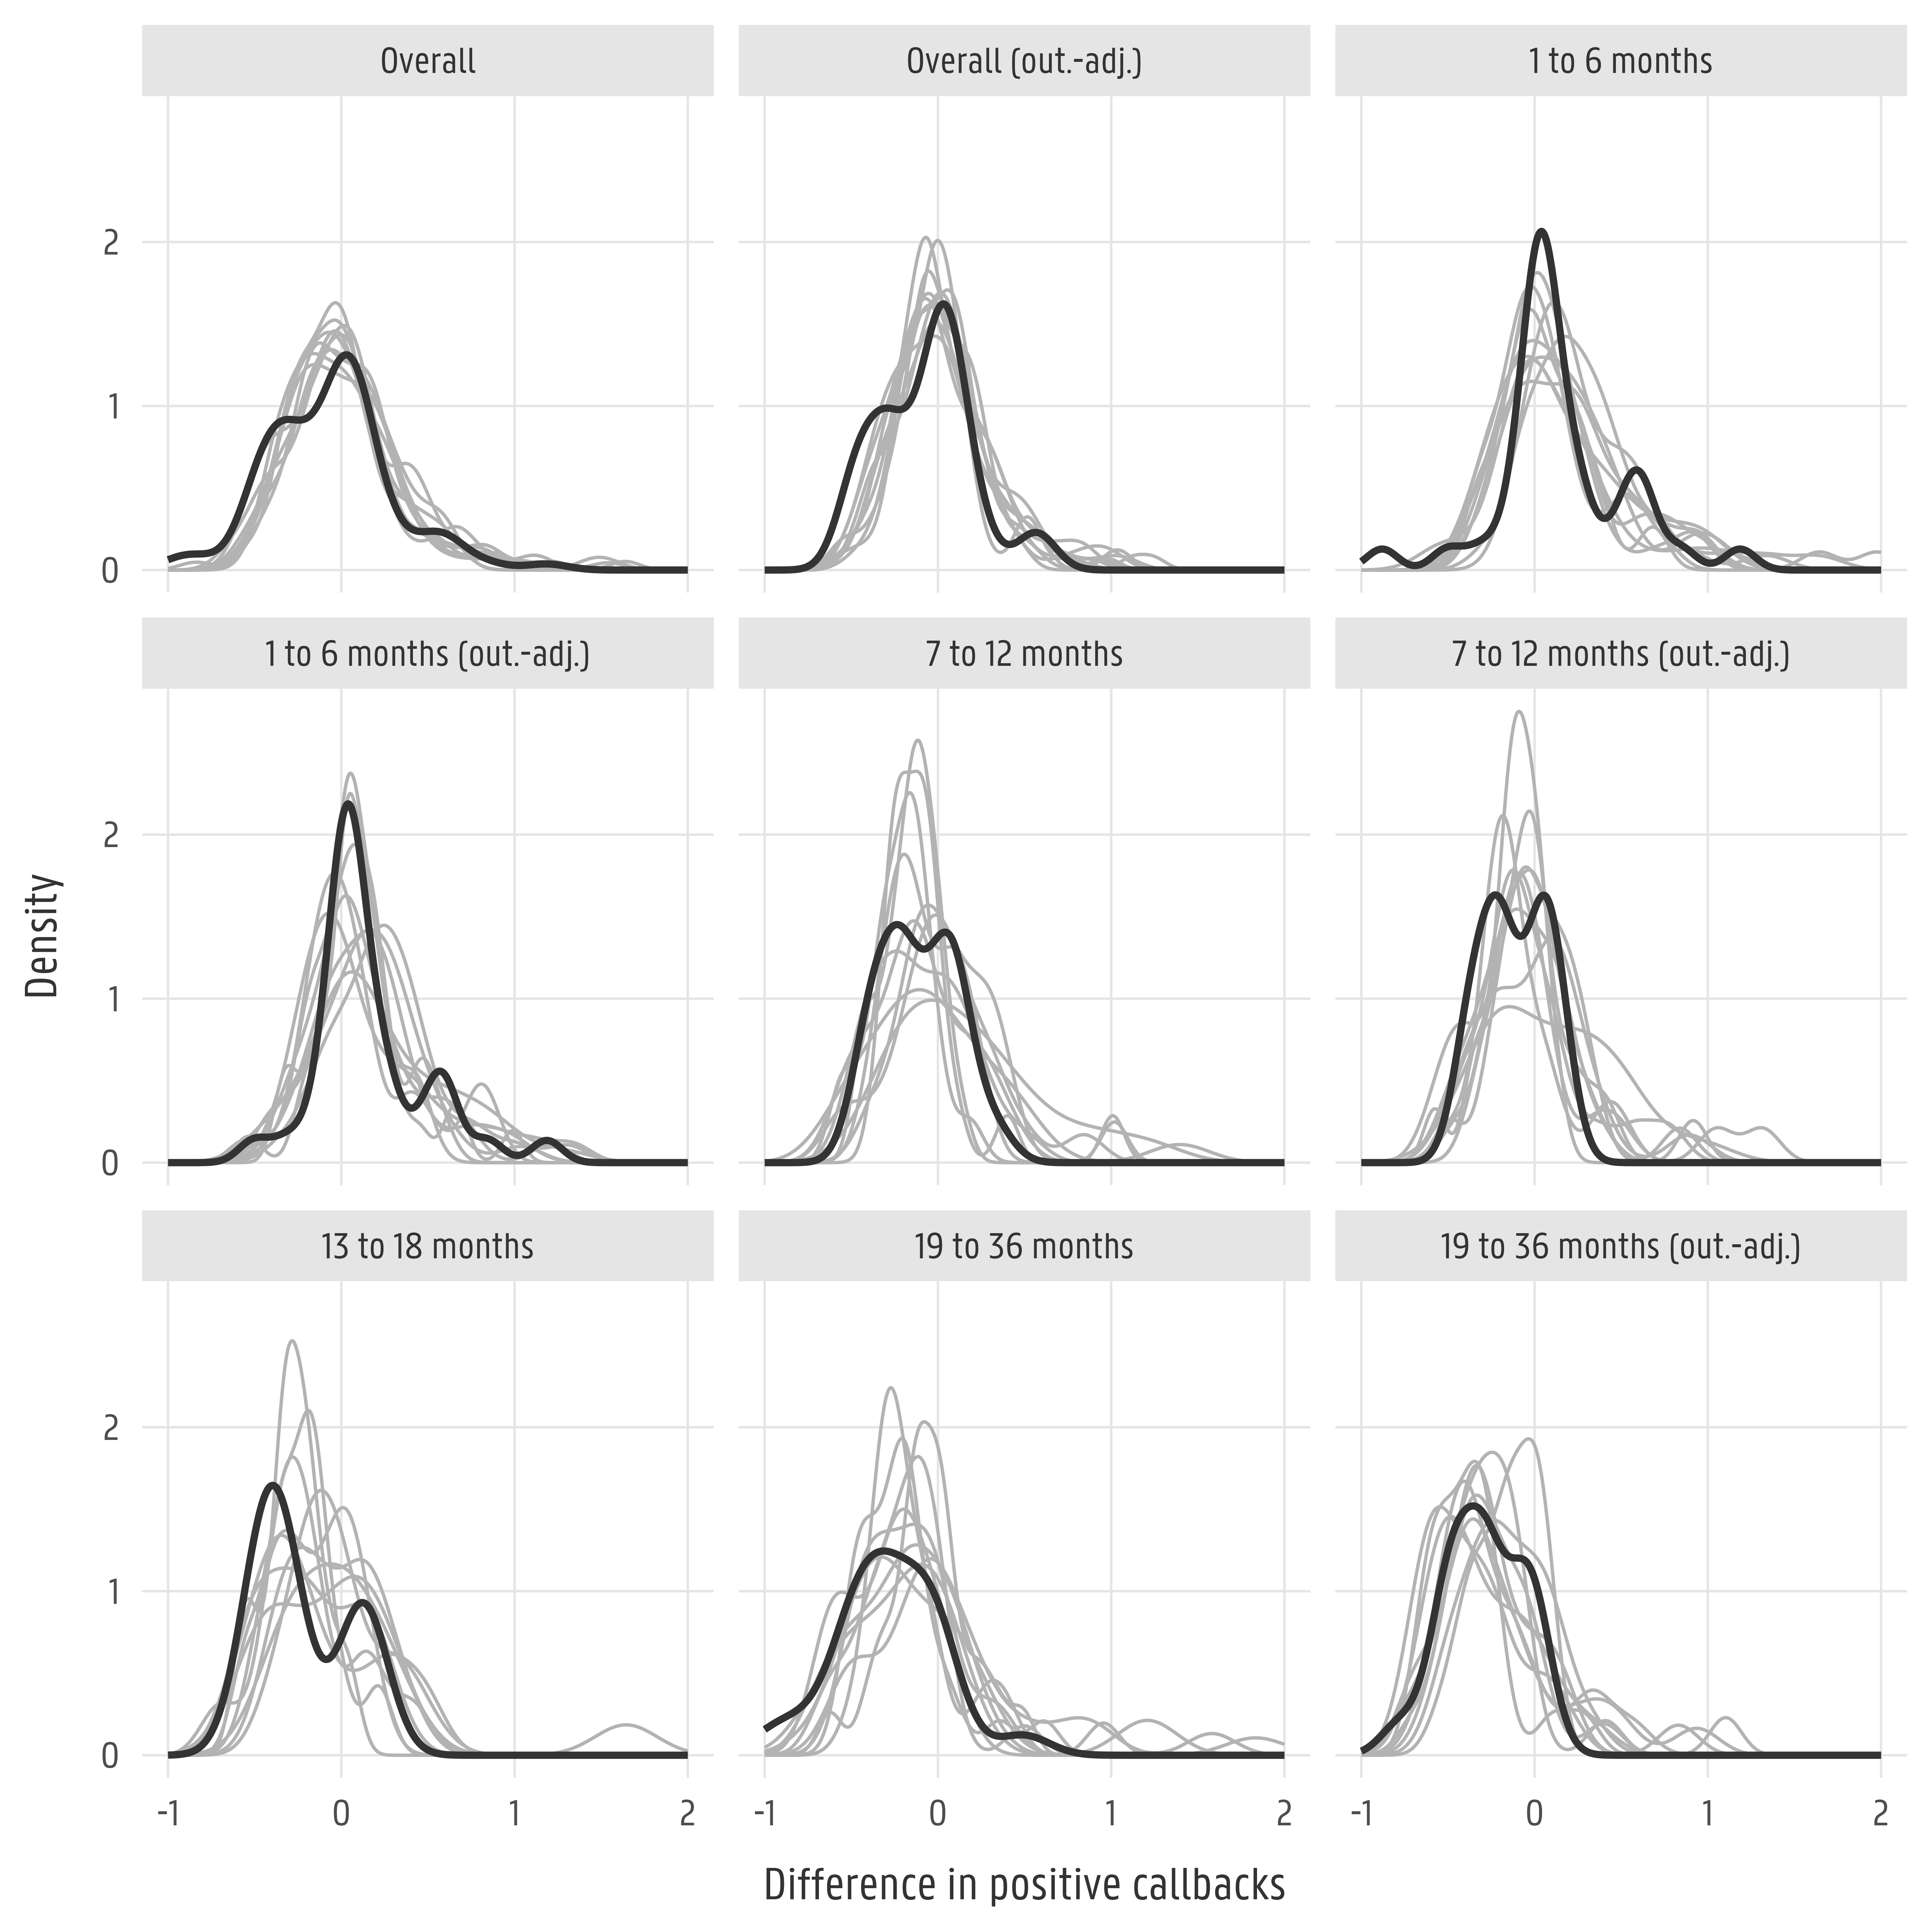 Overall
Overall (out.-adj.)
1 to 6 months
2
1
0
1 to 6 months (out.-adj.)
7 to 12 months
7 to 12 months (out.-adj.)
2
1
0
Density
13 to 18 months
19 to 36 months
19 to 36 months (out.-adj.)
2
1
0
-1 0 1 2 -1 0 1 2 -1 0 1 2
Difference in positive callbacks